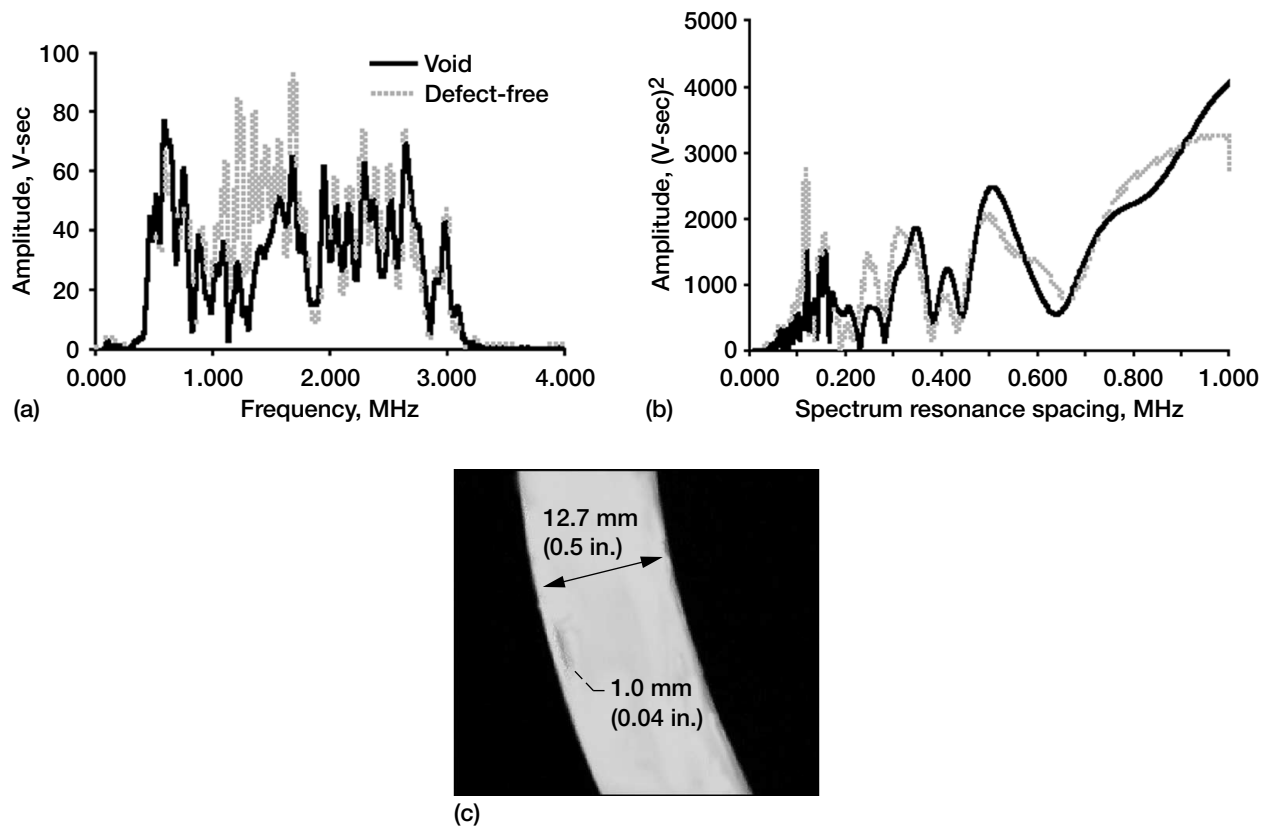 100
80
60
40
20
0
Amplitude, V-sec
Void
Defect-free
0.000 1.000 2.000 3.000 4.000
(a) Frequency, MHz
5000
4000
3000
2000
1000
0
Amplitude, (V-sec)²
0.000 0.200 0.400 0.600 0.800 1.000
(b) Spectrum resonance spacing, MHz
12.7 mm
(0.5 in.)
1.0 mm
(0.04 in.)
(c)